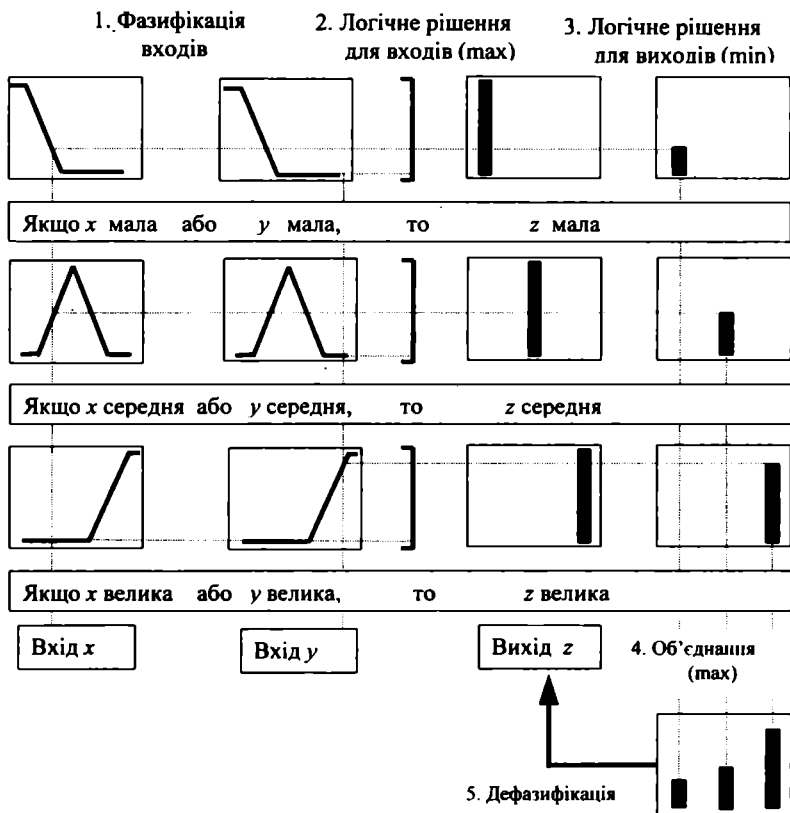 1. Фазифікація
входів
2. Логічне рішення
для входів (max)
3. Логічне рішення
для виходів (min)
Якщо x мала або y мала, то z мала
Якщо x середня або y середня, то z середня
Якщо x велика або y велика, то z велика
Вхід x
Вхід y
Вихід z
4. Об’єднання
(max)
5. Дефазифікація